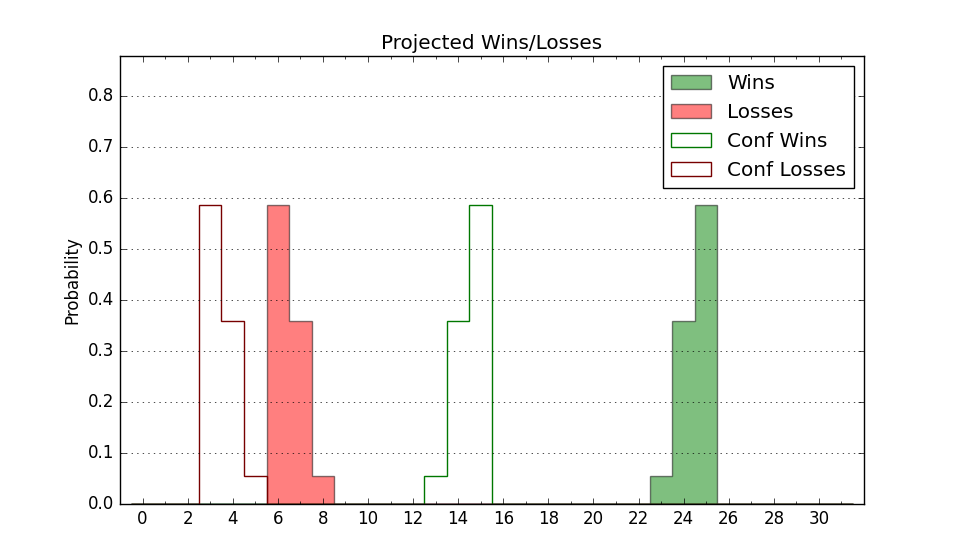 Projected Wins/Losses
Wins
Losses
Conf Wins
Conf Losses
Probability
0.8
0.7
0.6
0.5
0.4
0.3
0.2
0.1
0.0
0 2 4 6 8 10 12 14 16 18 20 22 24 26 28 30